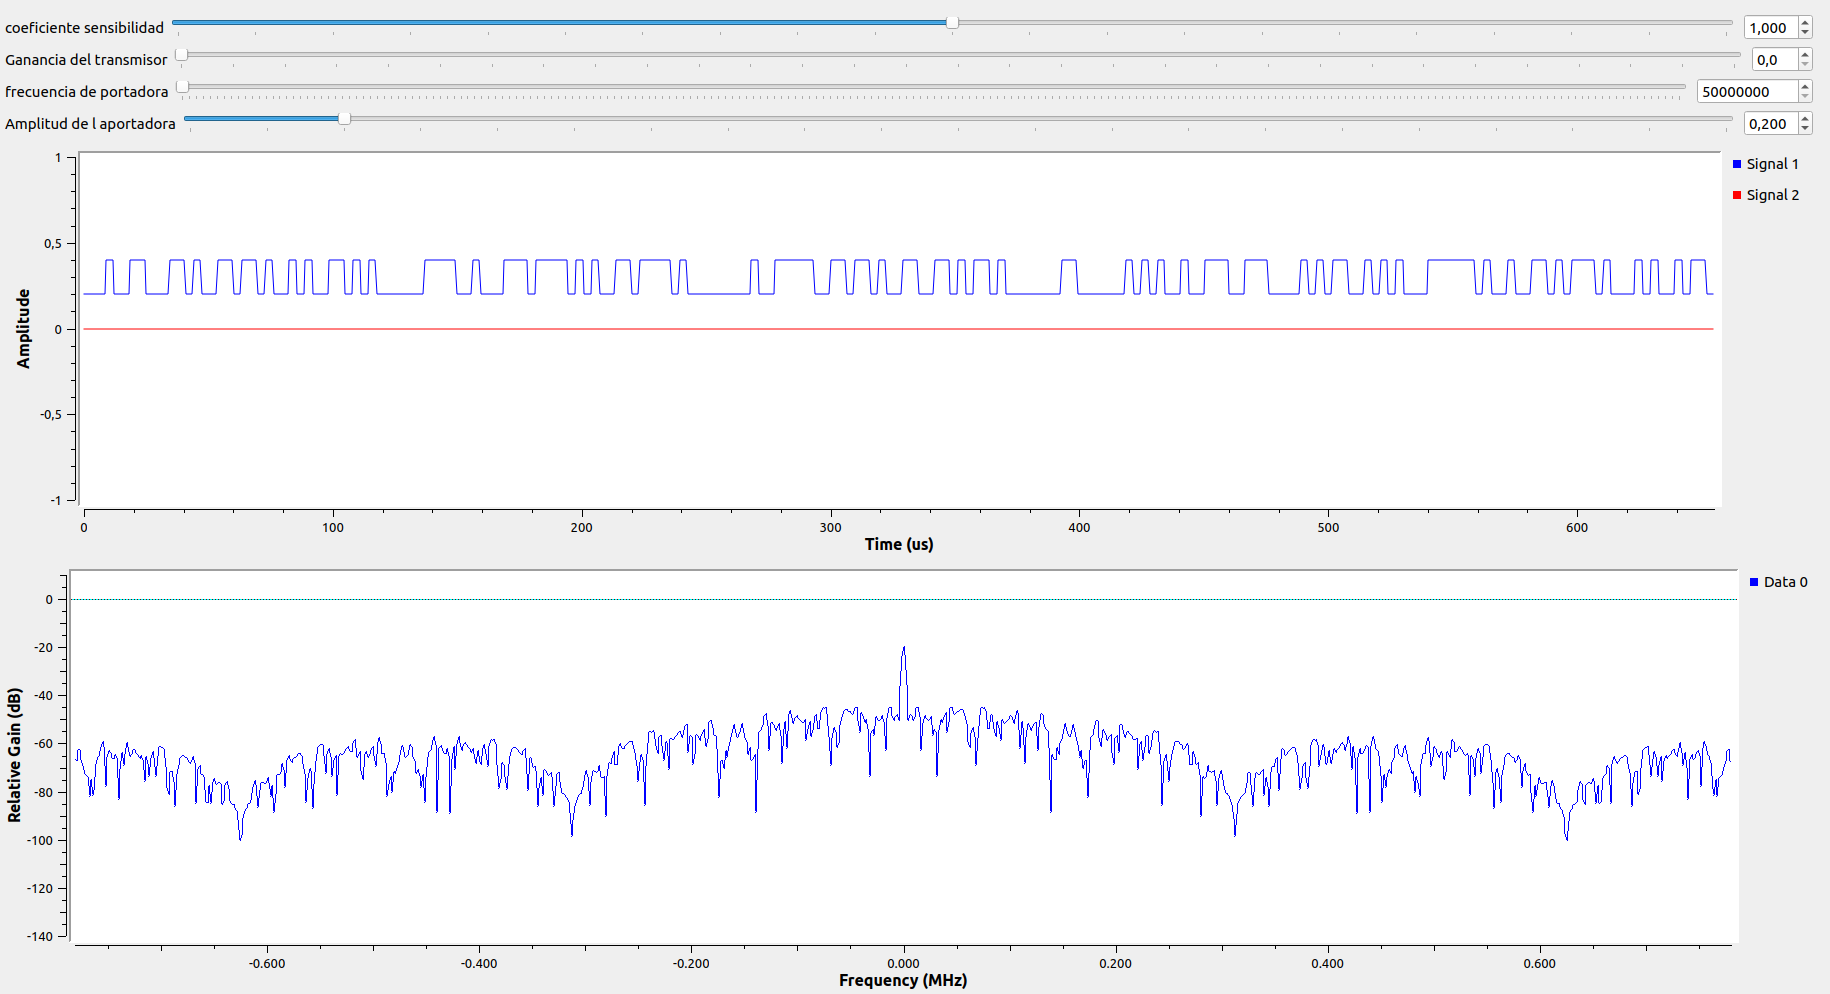 coeficiente sensibilidad 1,000
Ganancia del transmisor 0,0
frecuencia de portadora 50000000
Amplitud de l aportadora 0,200
1
0,5
0
-0,5
-1
Amplitude
0 100 200 300 400 500 600
Time (us)
Signal 1
Signal 2
0
-20
-40
-60
-80
-100
-120
-140
Relative Gain (dB)
-0.600 -0.400 -0.200 0.000 0.200 0.400 0.600
Frequency (MHz)
Data 0